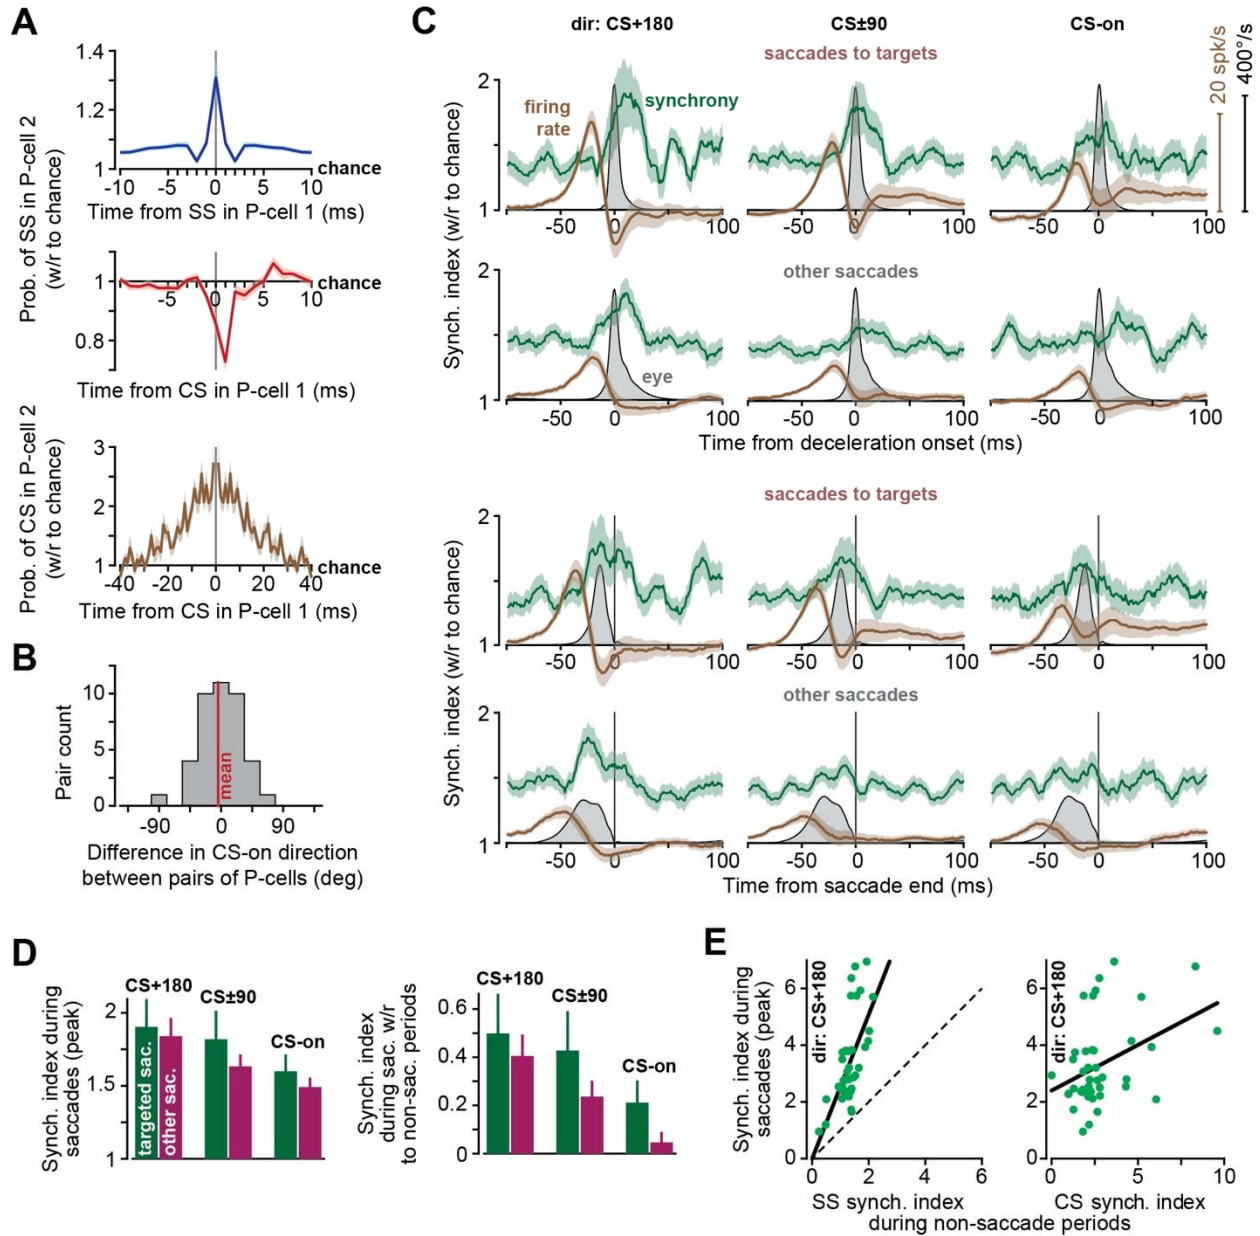 A
Prob. of SS in P-cell 2
(w/r to chance)
1.4
1.2
1
-10 -5 0 5 10
chance
Time from SS in P-cell 1 (ms)
1
0.8
-5 0 5 10
chance
Time from CS in P-cell 1 (ms)
Prob. of CS in P-cell 2
(w/r to chance)
3
2
1
-40 -20 0 20 40
chance
Time from CS in P-cell 1 (ms)
B
Pair count
10
5
0
mean
-90 0 90
Difference in CS-on direction
between pairs of P-cells (deg)
C
dir: CS+180 CS±90 CS-on
saccades to targets
20 spk/s
400°/s
Synch. index (w/r to chance)
2
1
firing
rate
synchrony
-50 0 100 -50 0 100 -50 0 100
other saccades
2
1
eye
-50 0 100 -50 0 100 -50 0 100
Time from deceleration onset (ms)
saccades to targets
Synch. index (w/r to chance)
2
1
-50 0 100 -50 0 100 -50 0 100
other saccades
2
1
-50 0 100 -50 0 100 -50 0 100
Time from saccade end (ms)
D
Synch. index during
saccades (peak)
2
1.5
1
CS+180
CS±90
CS-on
targeted sac.
other sac.
Synch. index
during sac. w/r
to non-sac. periods
0.6
0.4
0.2
0
CS+180
CS±90
CS-on
E
Synch. index during
saccades (peak)
dir: CS+180
6
4
2
0
0 2 4 6
SS synch. index
dir: CS+180
6
4
2
0
0 5 10
CS synch. index
during non-saccade periods